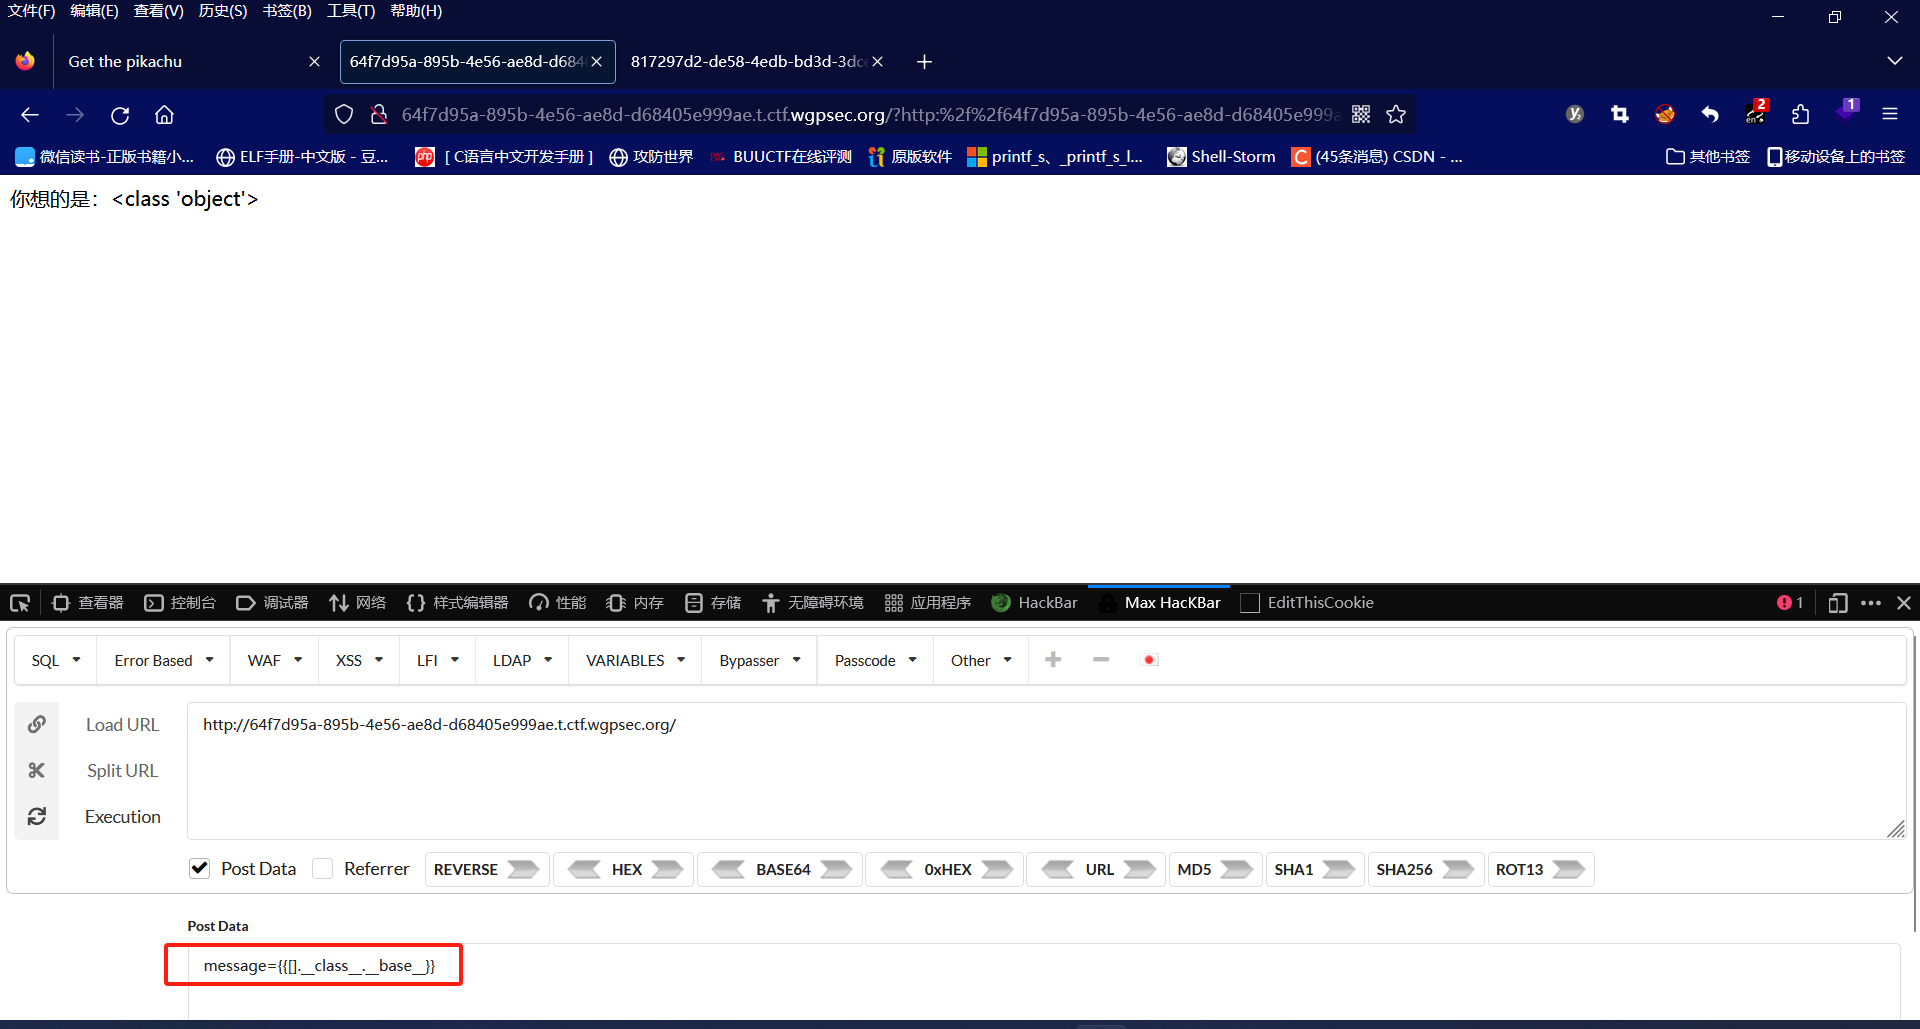 文件(F) 编辑(E) 查看(V) 历史(S) 书签(B) 工具(T) 帮助(H)
Get the pikachu 64f7d95a-895b-4e56-ae8d-d684 817297d2-de58-4edb-bd3d-3dc
64f7d95a-895b-4e56-ae8d-d68405e999ae.t.ctf.wgpsec.org/?http:%2f%2f64f7d95a-895b-4e56-ae8d-d68405e999a en 2 1
微信读书-正版书籍小... ELF手册-中文版 - 豆... php [ C语言中文开发手册 ] 攻防世界 BUUCTF在线评测 原版软件 printf_s、_printf_s_l... Shell-Storm C (45条消息) CSDN - ... 其他书签 移动设备上的书签
你想的是：<class 'object'>
查看器 控制台 调试器 网络 样式编辑器 性能 内存 存储 无障碍环境 应用程序 HackBar Max HacKBar EditThisCookie 1
SQL Error Based WAF XSS LFI LDAP VARIABLES Bypasser Passcode Other
Load URL http://64f7d95a-895b-4e56-ae8d-d68405e999ae.t.ctf.wgpsec.org/
Split URL
Execution
Post Data Referrer REVERSE HEX BASE64 0xHEX URL MD5 SHA1 SHA256 ROT13
Post Data
message={{[].__class__.__base__}}